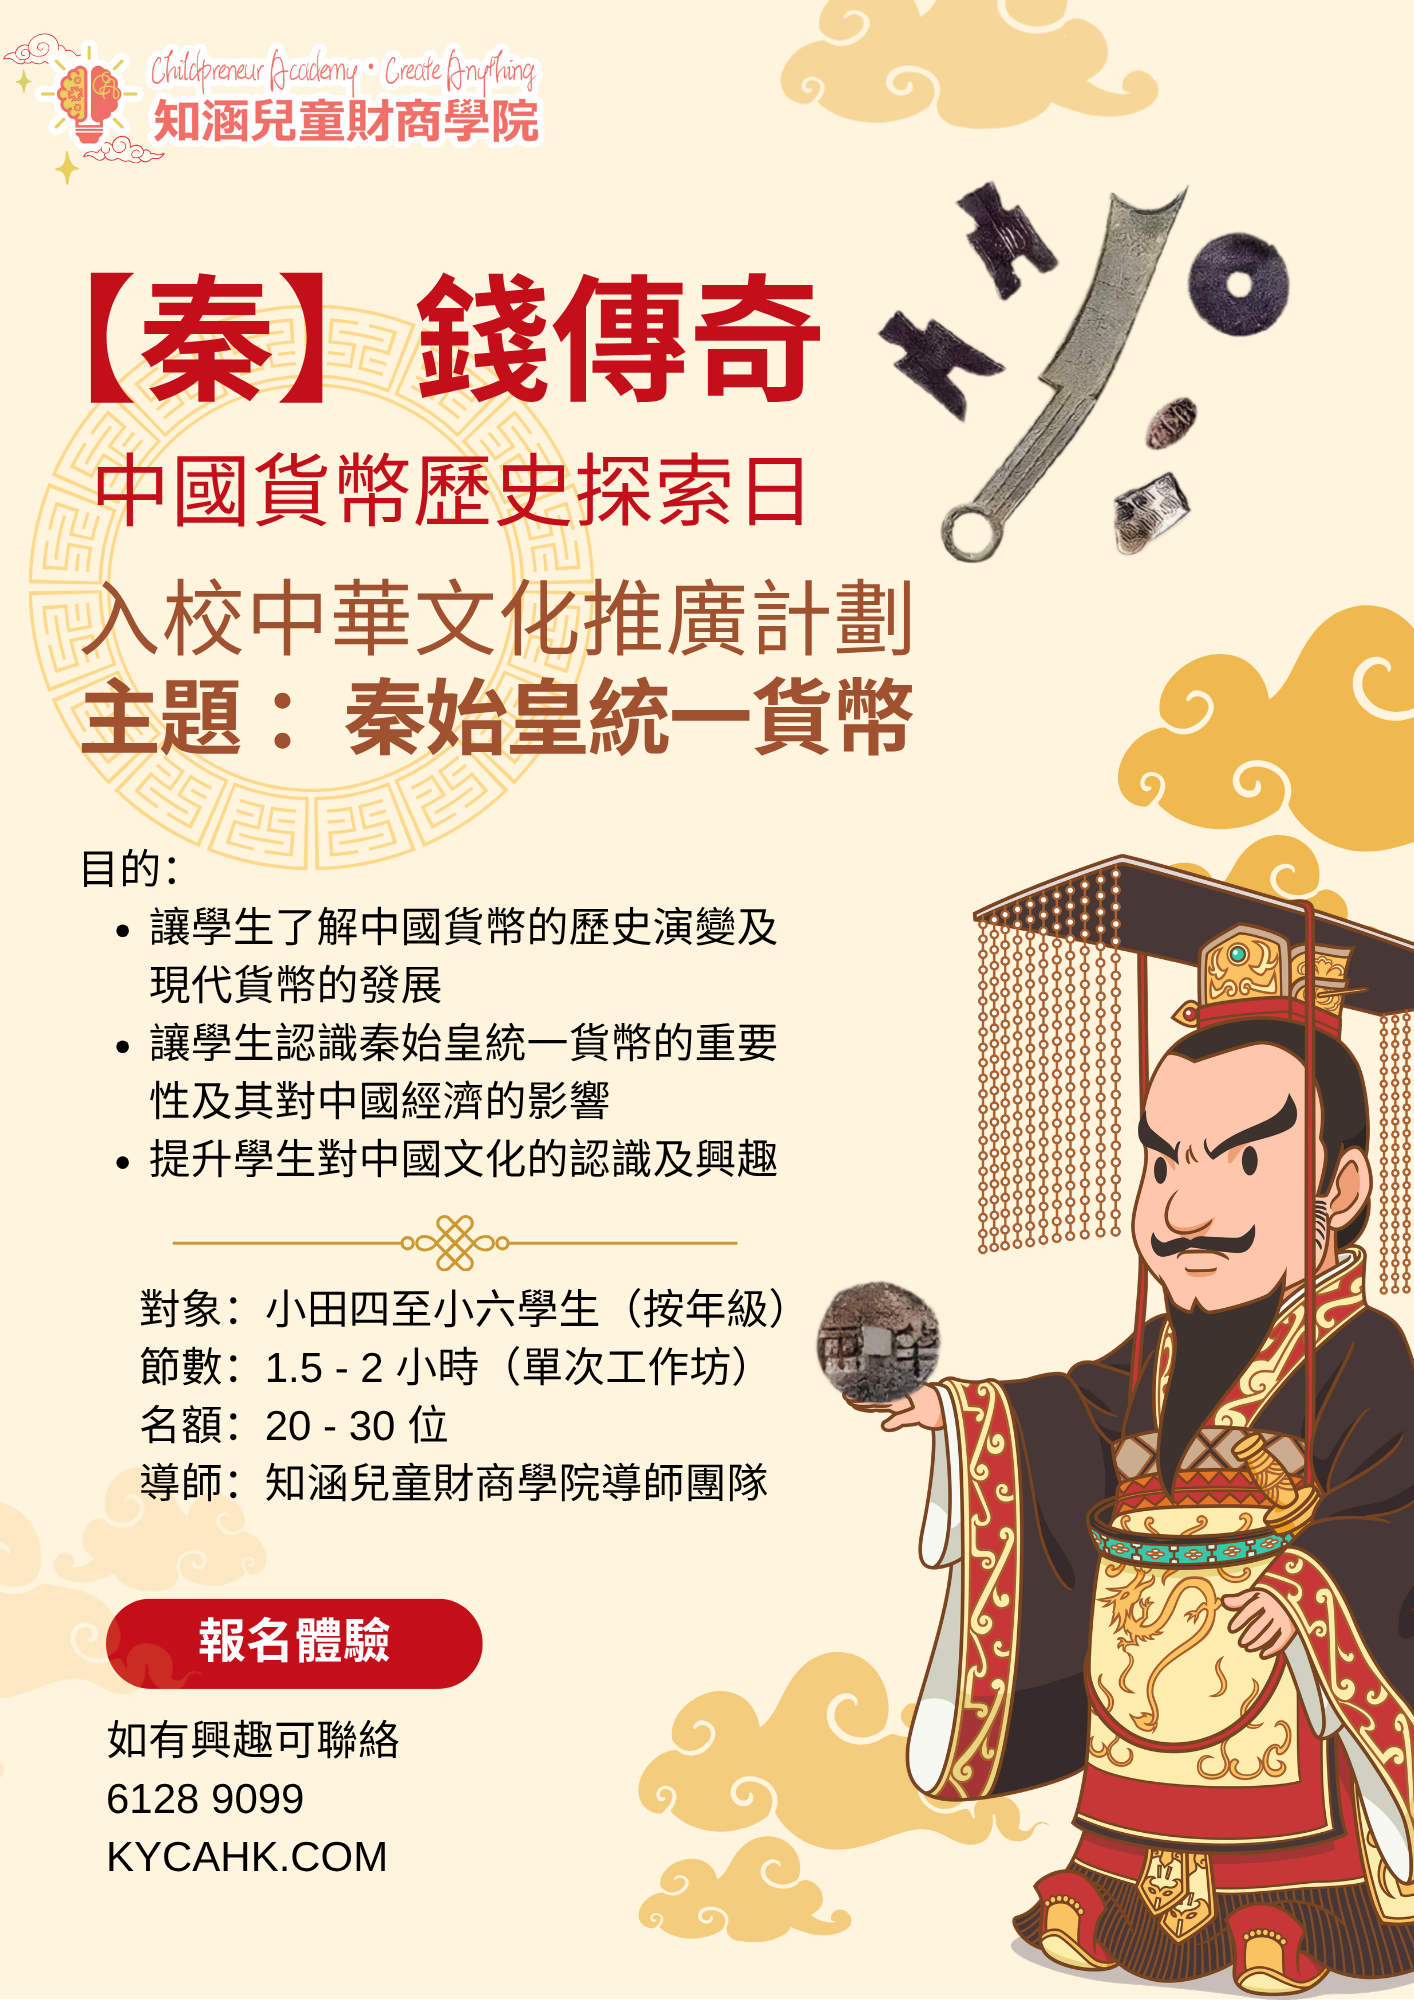 Childpreneur Academy · Create Anything
知涵兒童財商學院
【秦】錢傳奇
中國貨幣歷史探索日
入校中華文化推廣計劃
主題：秦始皇統一貨幣
目的：
• 讓學生了解中國貨幣的歷史演變及
現代貨幣的發展
• 讓學生認識秦始皇統一貨幣的重要
性及其對中國經濟的影響
• 提升學生對中國文化的認識及興趣
對象：小田四至小六學生（按年級）
節數：1.5 - 2 小時（單次工作坊）
名額：20 - 30 位
導師：知涵兒童財商學院導師團隊
報名體驗
如有興趣可聯絡
6128 9099
KYCAHK.COM